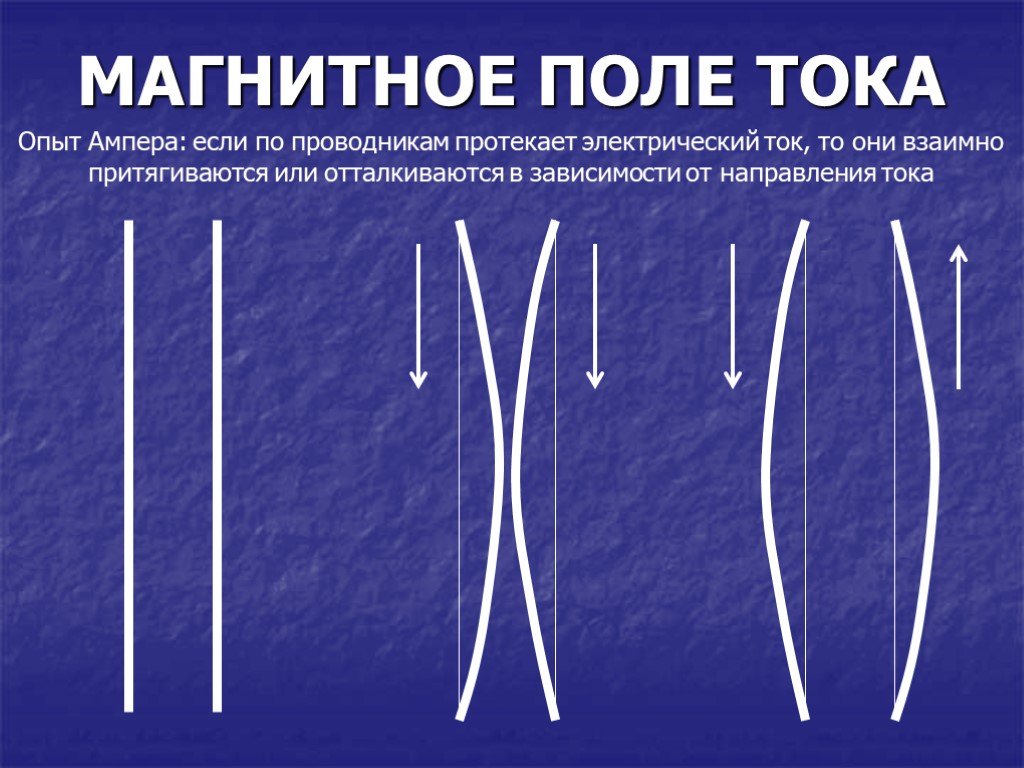 МАГНИТНОЕ ПОЛЕ ТОКА
Опыт Ампера: если по проводникам протекает электрический ток, то они взаимно
притягиваются или отталкиваются в зависимости от направления тока